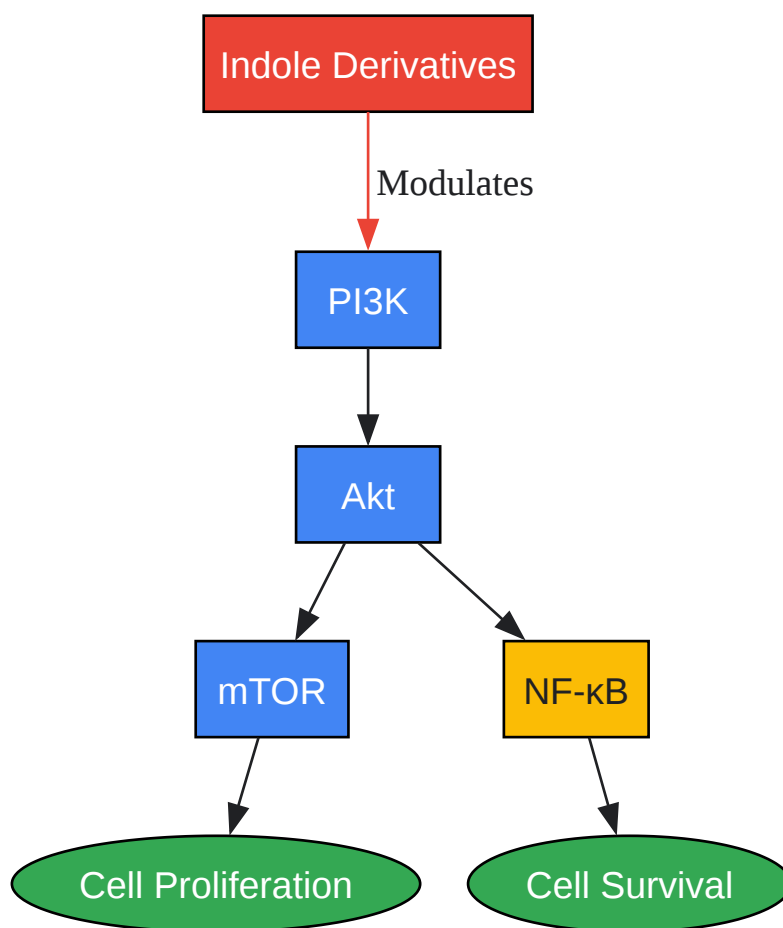 Indole Derivatives
Modulates
PI3K
Akt
mTOR
NF-κB
Cell Proliferation
Cell Survival